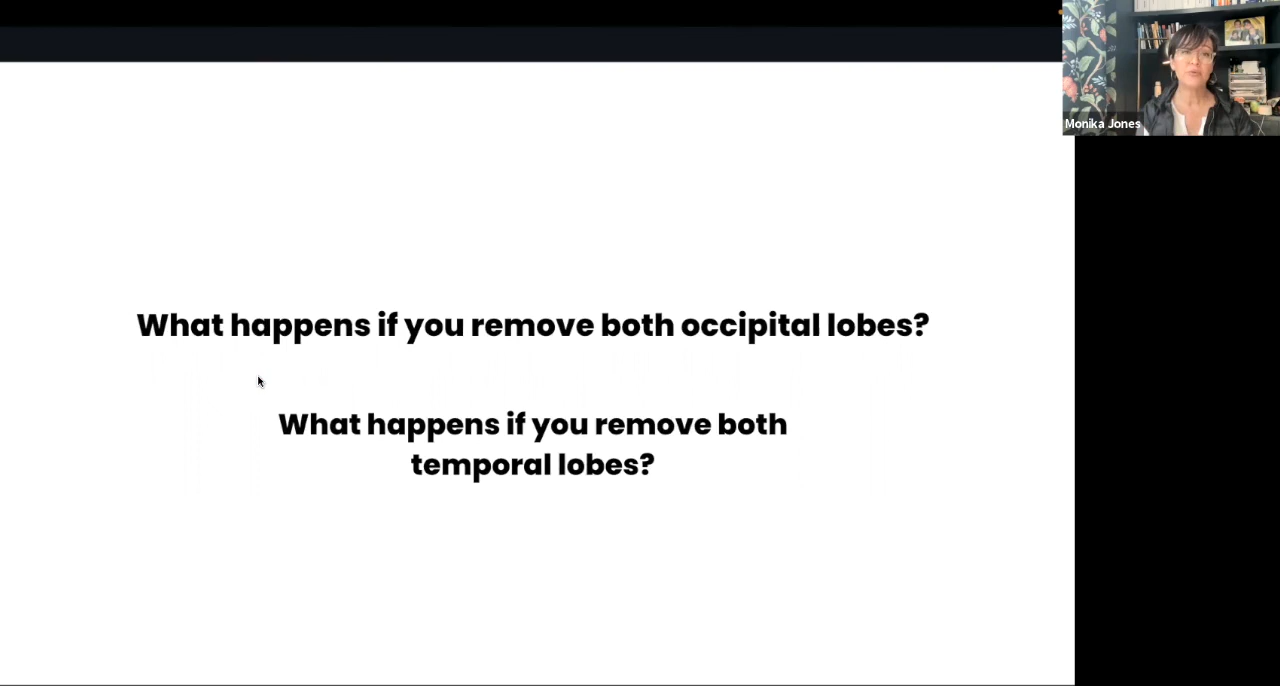 Monika Jones
What happens if you remove both occipital lobes?
What happens if you remove both
temporal lobes?